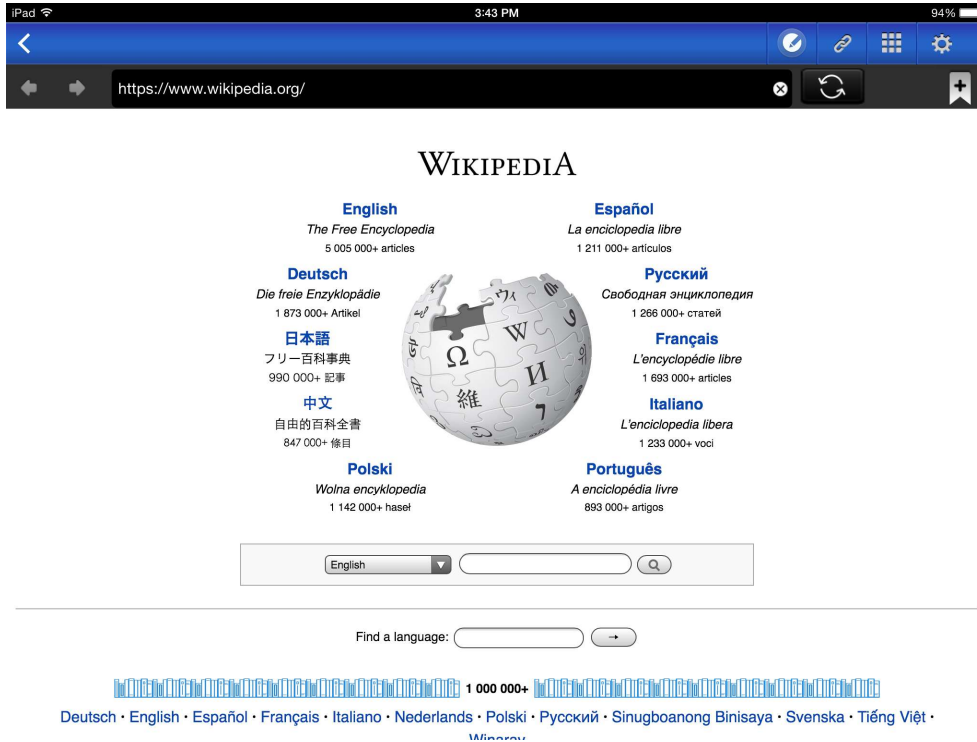 iPad 3:43 PM 94%
https://www.wikipedia.org/
WIKIPEDIA
English
The Free Encyclopedia
5 005 000+ articles
Español
La enciclopedia libre
1 211 000+ artículos
Deutsch
Die freie Enzyklopädie
1 873 000+ Artikel
Русский
Свободная энциклопедия
1 266 000+ статей
日本語
フリー百科事典
990 000+ 記事
Français
L'encyclopédie libre
1 693 000+ articles
中文
自由的百科全書
847 000+ 條目
Italiano
L'enciclopedia libera
1 233 000+ voci
Polski
Wolna encyklopedia
1 142 000+ haseł
Português
A enciclopédia livre
893 000+ artigos
Ω W И 維 ウィ 7
English
Find a language: →
1 000 000+
Deutsch · English · Español · Français · Italiano · Nederlands · Polski · Русский · Sinugboanong Binisaya · Svenska · Tiếng Việt ·
Winaray